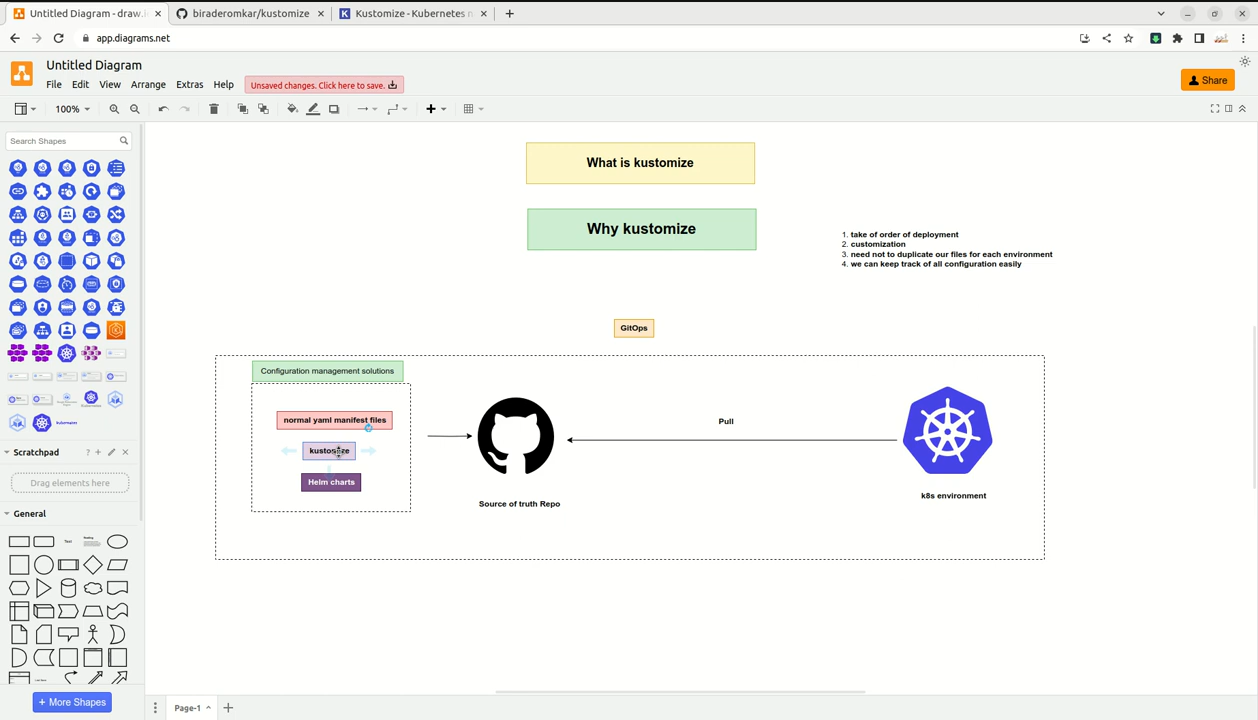 Untitled Diagram - draw.i
biraderomkar/kustomize
Kustomize - Kubernetes n
app.diagrams.net
Untitled Diagram
File Edit View Arrange Extras Help
Unsaved changes. Click here to save.
Share
100%
Search Shapes
What is kustomize
Why kustomize
1. take of order of deployment
2. customization
3. need not to duplicate our files for each environment
4. we can keep track of all configuration easily
GitOps
Configuration management solutions
normal yaml manifest files
kustomize
Helm charts
Source of truth Repo
Pull
k8s environment
Scratchpad
?
Drag elements here
General
Text
Heading
+ More Shapes
Page-1